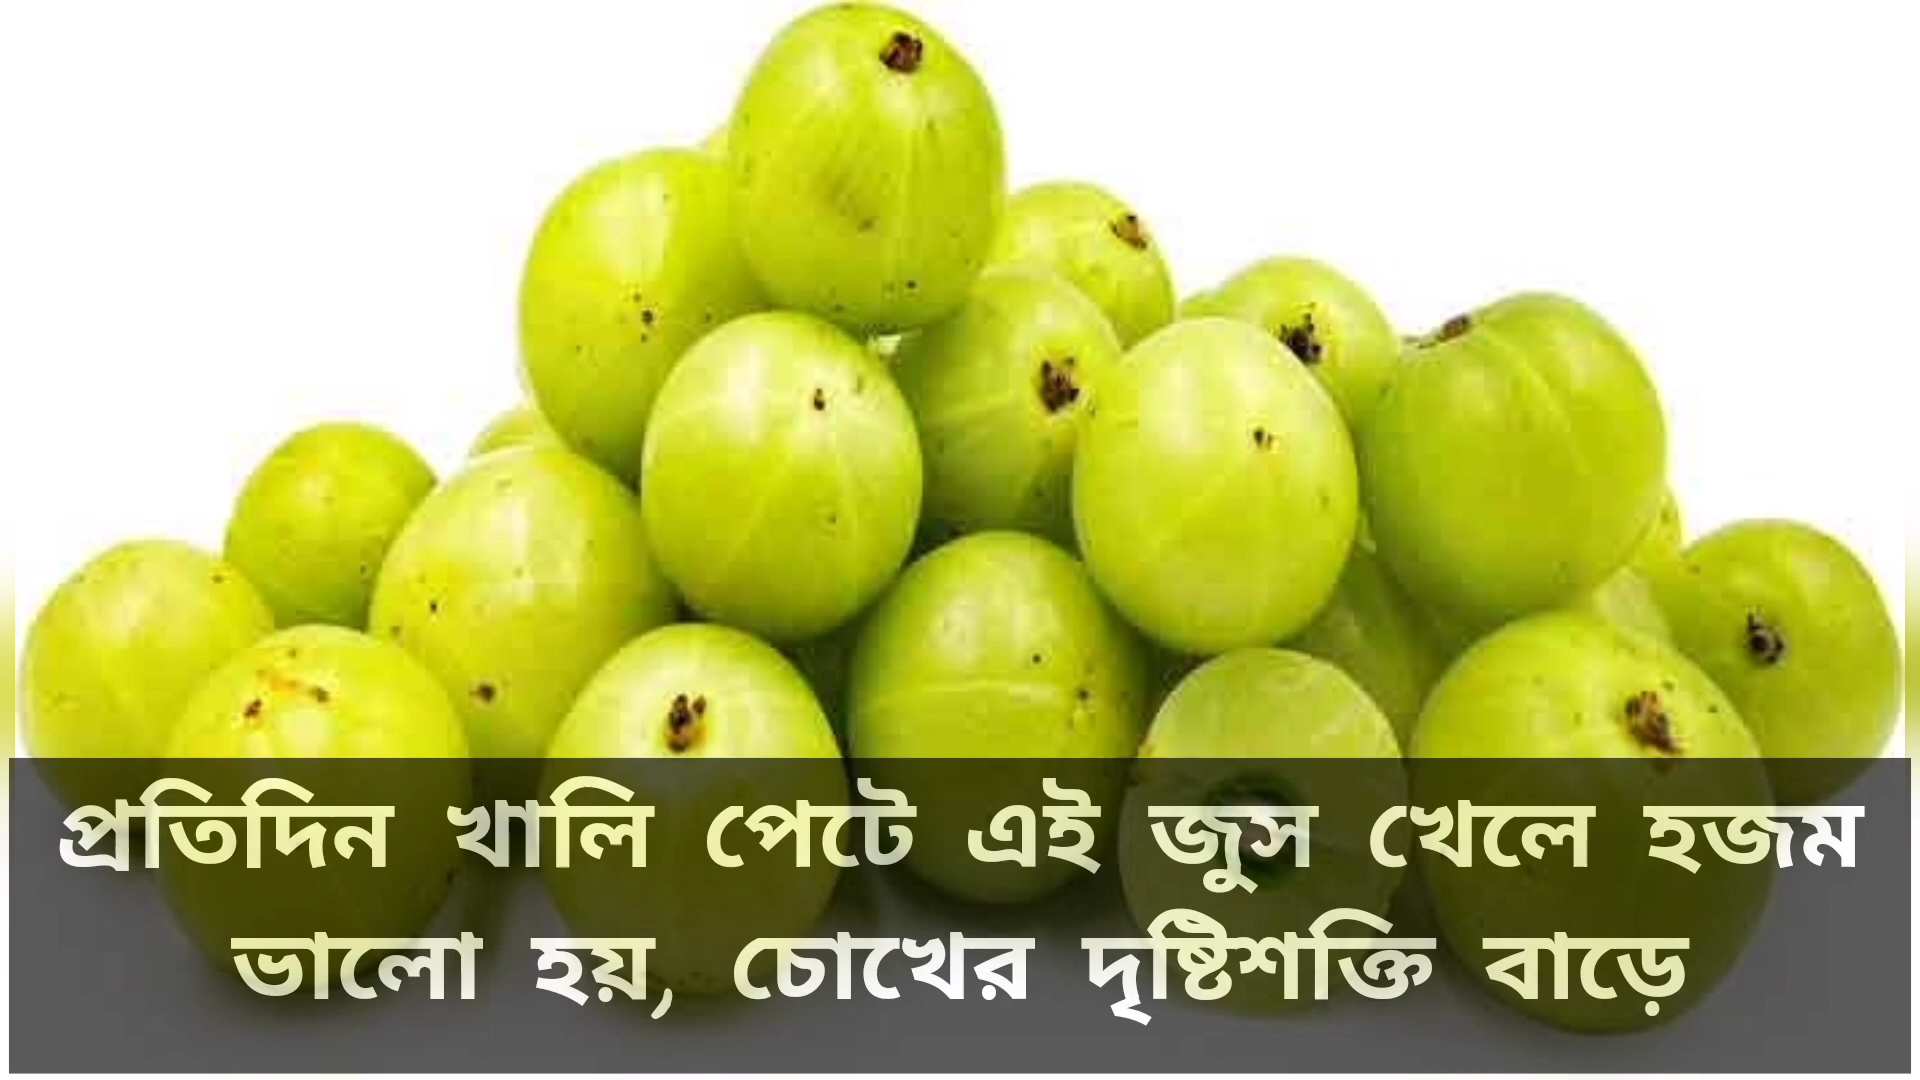 প্রতিদিন খালি পেটে এই জুস খেলে হজম
ভালো হয়, চোখের দৃষ্টিশক্তি বাড়ে